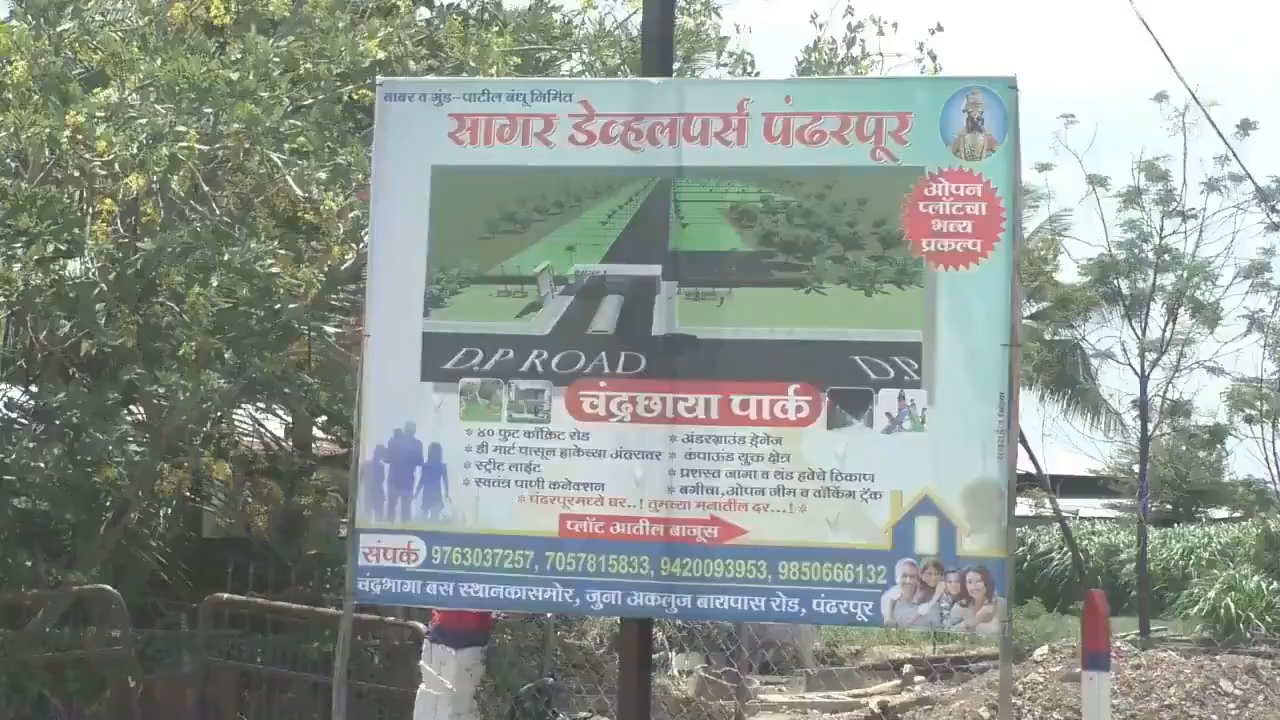 बाबर व गुंड-पाटील बंधू निर्मित
सागर डेव्हलपर्स पंढरपूर
ओपन
प्लॉटचा
भव्य
प्रकल्प
D.P ROAD
D.P
चंद्रछाया पार्क
* ४० फुट काँक्रिट रोड
* डी मार्ट पासून हाकेच्या अंतरावर
* स्ट्रीट लाईट
* स्वतंत्र पाणी कनेक्शन
* अंडरग्राउंड ड्रेनेज
* कंपाऊंड युक्त क्षेत्र
* प्रशस्त जागा व थंड हवेचे ठिकाण
* बगीचा,ओपन जीम व वॉकिंग ट्रॅक
* पंढरपूरमध्ये घर..! तुमच्या मनातील दर...! *
प्लॉट आतील बाजूस
संपर्क 9763037257, 7057815833, 9420093953, 9850666132
चंद्रभागा बस स्थानकासमोर, जुना अकलुज बायपास रोड, पंढरपूर